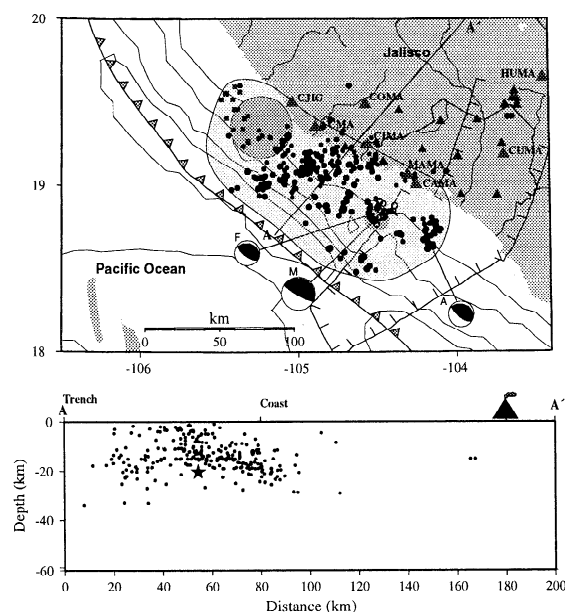 20
Jalisco
A´
HUMA
CJIG
COMA
CIMA
CUMA
MAMA
CAMA
19
A
F
M
A
Pacific Ocean
km
0 50 100
18
-106 -105 -104
Trench
A
Coast
A´
0
-20
-40
-60
Depth (km)
0 20 40 60 80 100 120 140 160 180 200
Distance (km)